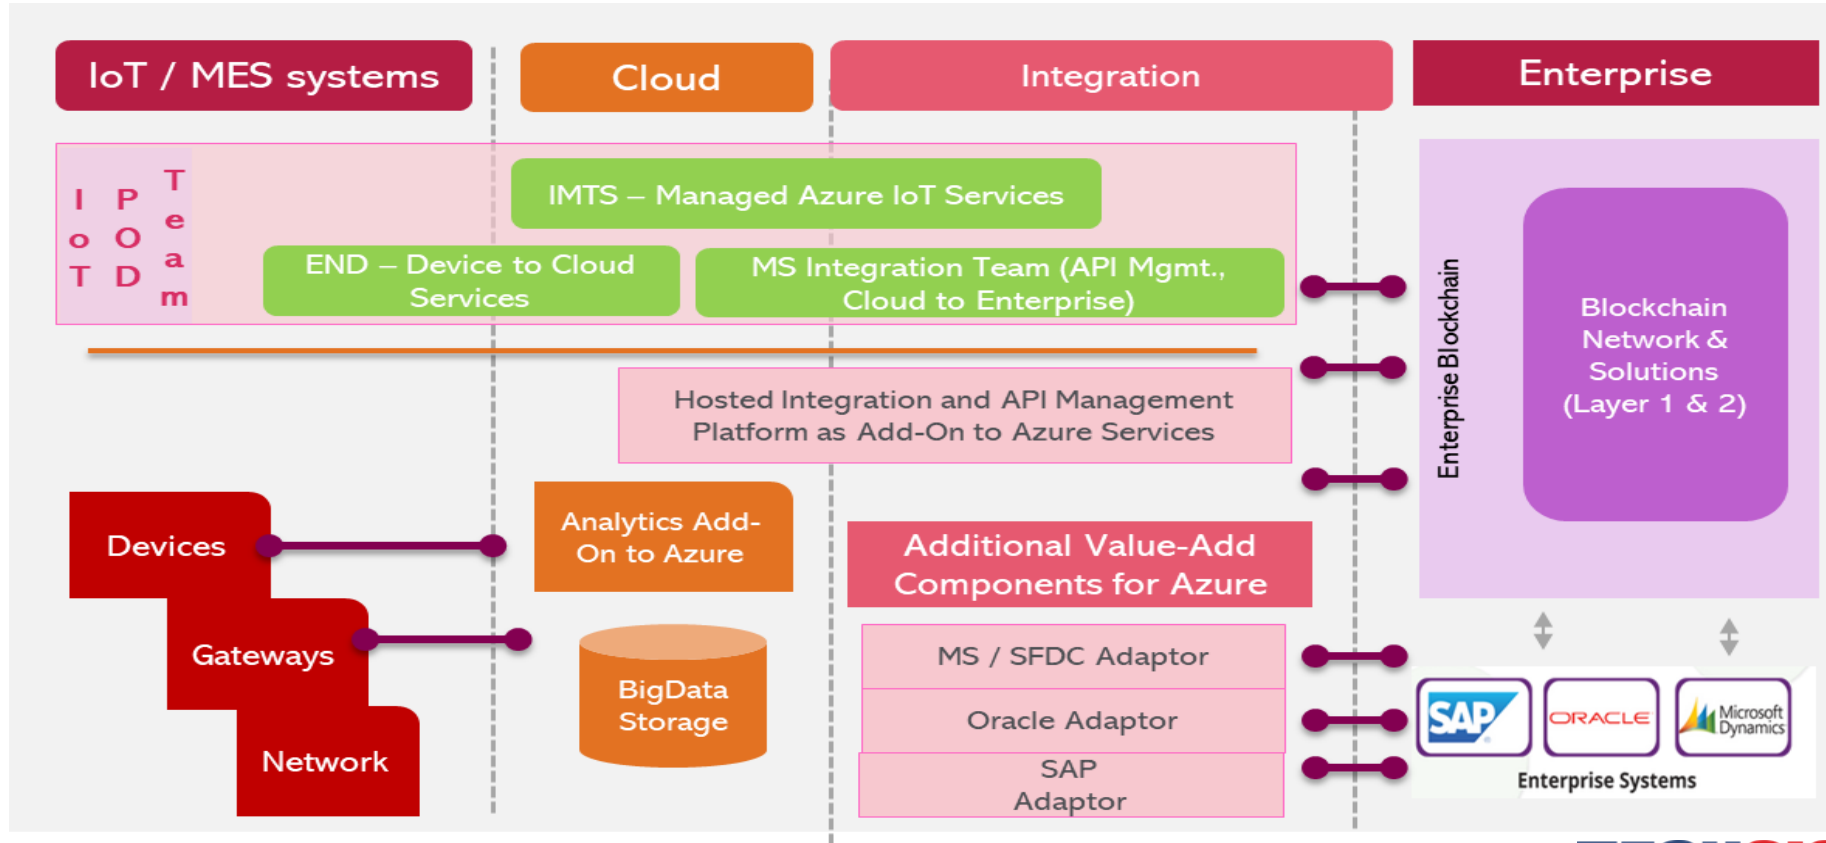 IoT / MES systems
Cloud
Integration
Enterprise
IoT
POD
Team
IMTS – Managed Azure IoT Services
END – Device to Cloud
Services
MS Integration Team (API Mgmt.,
Cloud to Enterprise)
Hosted Integration and API Management
Platform as Add-On to Azure Services
Enterprise Blockchain
Blockchain
Network &
Solutions
(Layer 1 & 2)
Devices
Gateways
Network
Analytics Add-
On to Azure
BigData
Storage
Additional Value-Add
Components for Azure
MS / SFDC Adaptor
Oracle Adaptor
SAP
Adaptor
SAP
ORACLE
Microsoft
Dynamics
Enterprise Systems